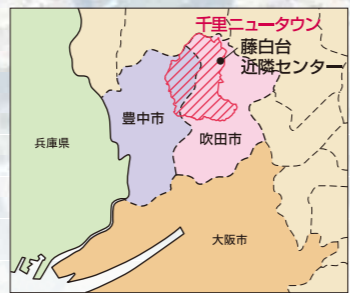 千里ニュータウン
藤白台
近隣センター
豊中市
兵庫県
吹田市
大阪市